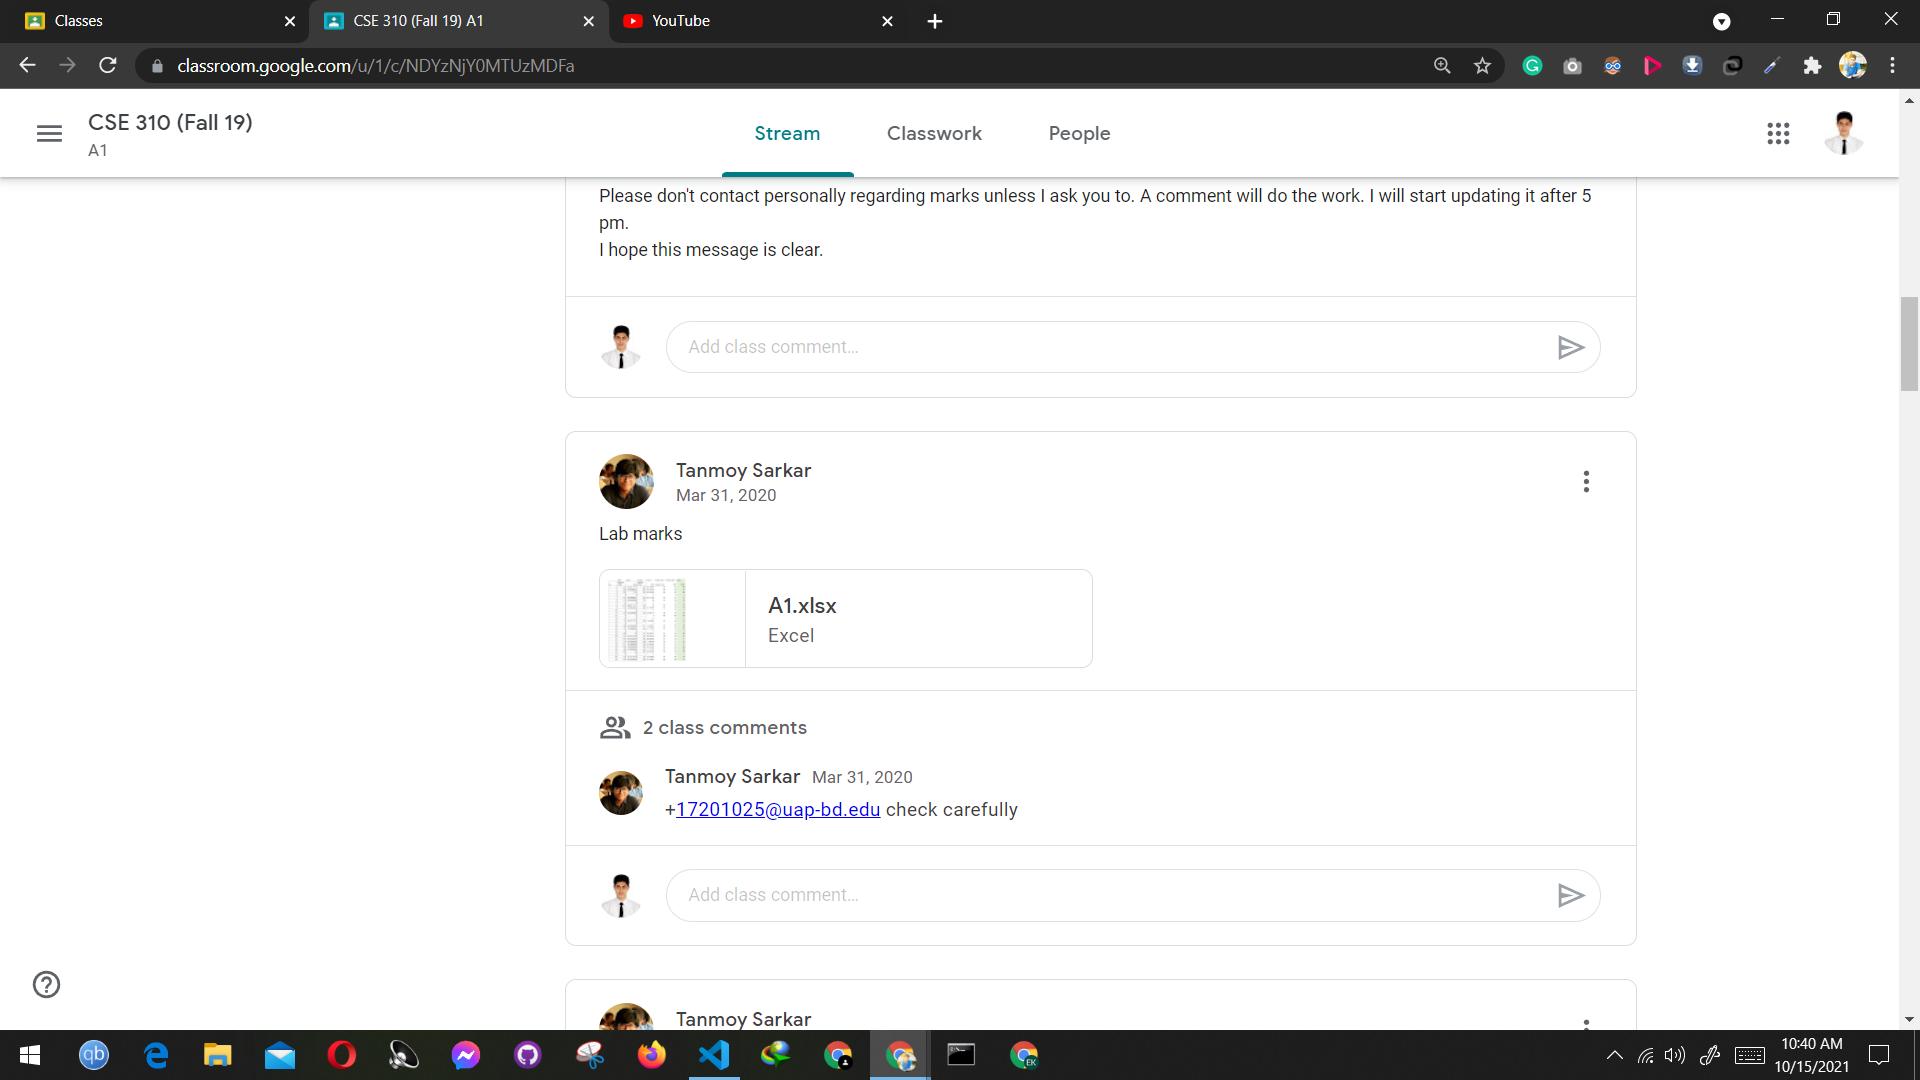 Classes
CSE 310 (Fall 19) A1
YouTube
classroom.google.com/u/1/c/NDYzNjY0MTUzMDFa
CSE 310 (Fall 19)
A1
Stream
Classwork
People
Please don't contact personally regarding marks unless I ask you to. A comment will do the work. I will start updating it after 5
pm.
I hope this message is clear.
Add class comment...
Tanmoy Sarkar
Mar 31, 2020
Lab marks
A1.xlsx
Excel
2 class comments
Tanmoy Sarkar Mar 31, 2020
+17201025@uap-bd.edu check carefully
Add class comment...
Tanmoy Sarkar
qb
EK
10:40 AM
10/15/2021